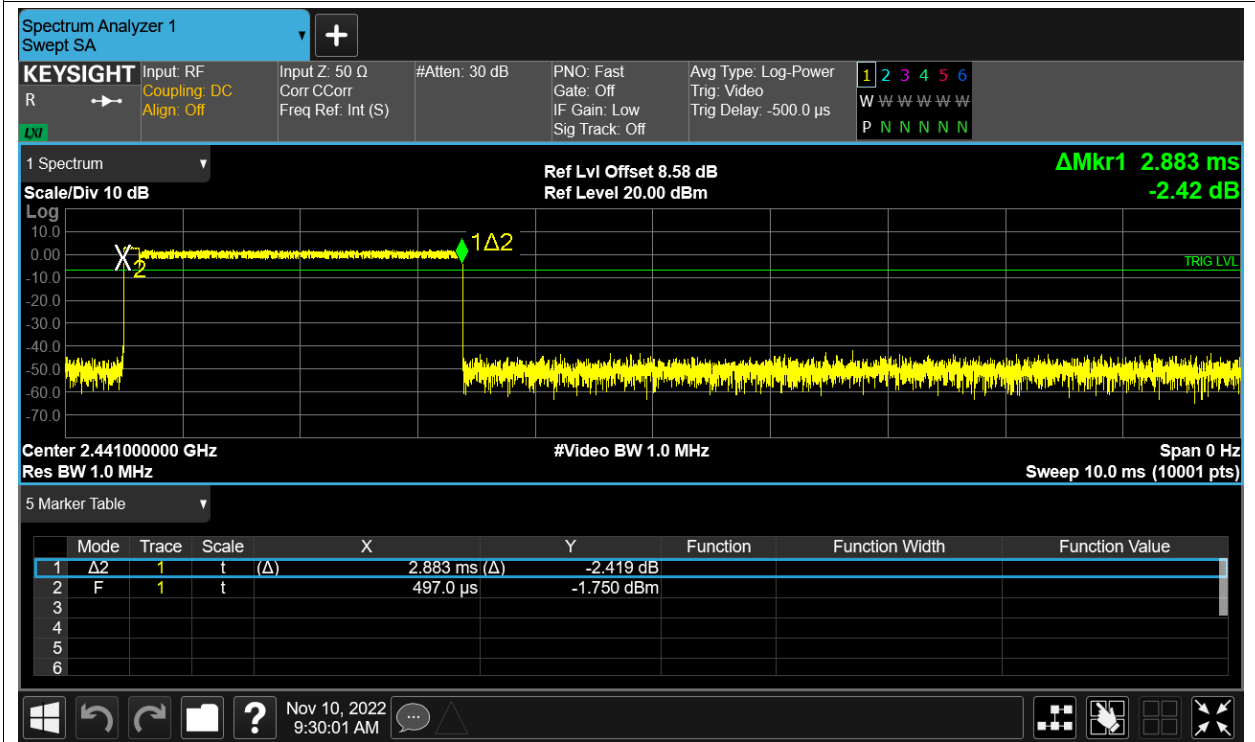 Spectrum Analyzer 1
Swept SA
+
KEYSIGHT Input: RF Input Z: 50 Ω #Atten: 30 dB PNO: Fast Avg Type: Log-Power 1 2 3 4 5 6
R Coupling: DC Corr CCorr Gate: Off Trig: Video W W W W W W
Align: Off Freq Ref: Int (S) IF Gain: Low Trig Delay: -500.0 µs
LXI Sig Track: Off P N N N N N
1 Spectrum Ref Lvl Offset 8.58 dB ΔMkr1 2.883 ms
Scale/Div 10 dB Ref Level 20.00 dBm -2.42 dB
Log
10.0
1Δ2
0.00
X
2
TRIG LVL
-10.0
-20.0
-30.0
-40.0
-50.0
-60.0
-70.0
Center 2.441000000 GHz #Video BW 1.0 MHz Span 0 Hz
Res BW 1.0 MHz Sweep 10.0 ms (10001 pts)
5 Marker Table
Mode Trace Scale X Y Function Function Width Function Value
1 Δ2 1 t (Δ) 2.883 ms (Δ) -2.419 dB
2 F 1 t 497.0 µs -1.750 dBm
3
4
5
6
? Nov 10, 2022
9:30:01 AM